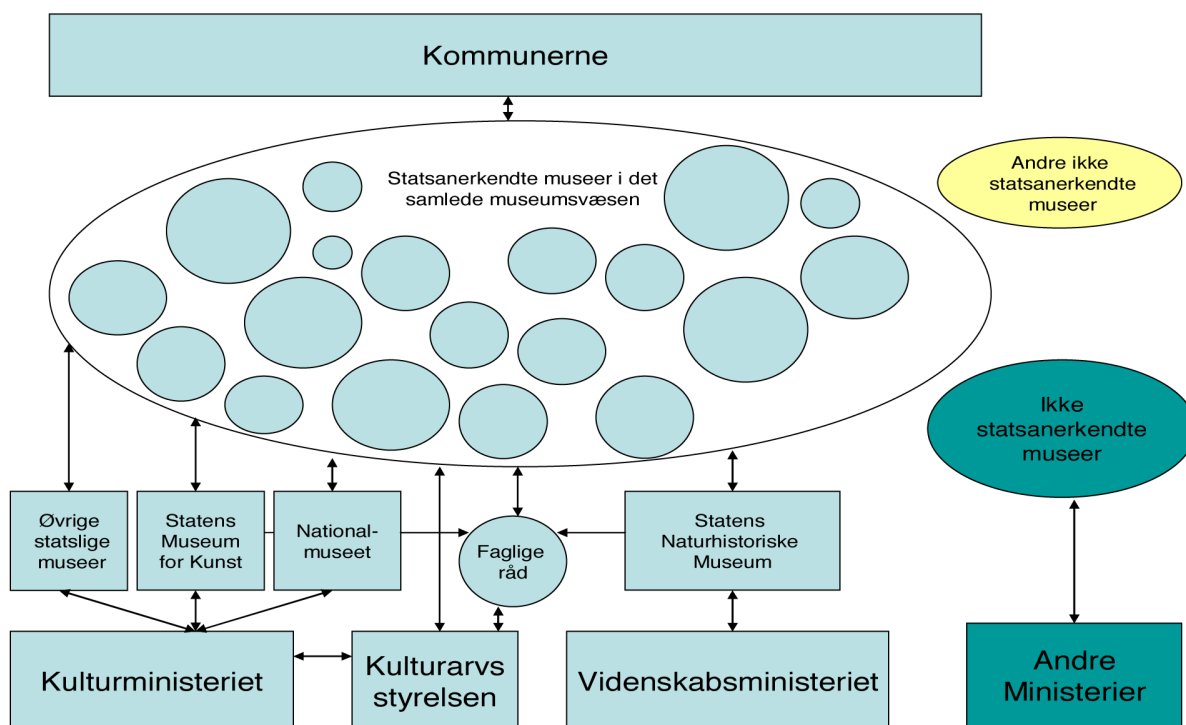 Kommunerne
Statsanerkendte museer i det
samlede museumsvæsen
Andre ikke
statsanerkendte
museer
Ikke
statsanerkendte
museer
Øvrige
statslige
museer
Statens
Museum
for Kunst
National-
museet
Faglige
råd
Statens
Naturhistoriske
Museum
Kulturministeriet
Kulturarvs
styrelsen
Videnskabsministeriet
Andre
Ministerier